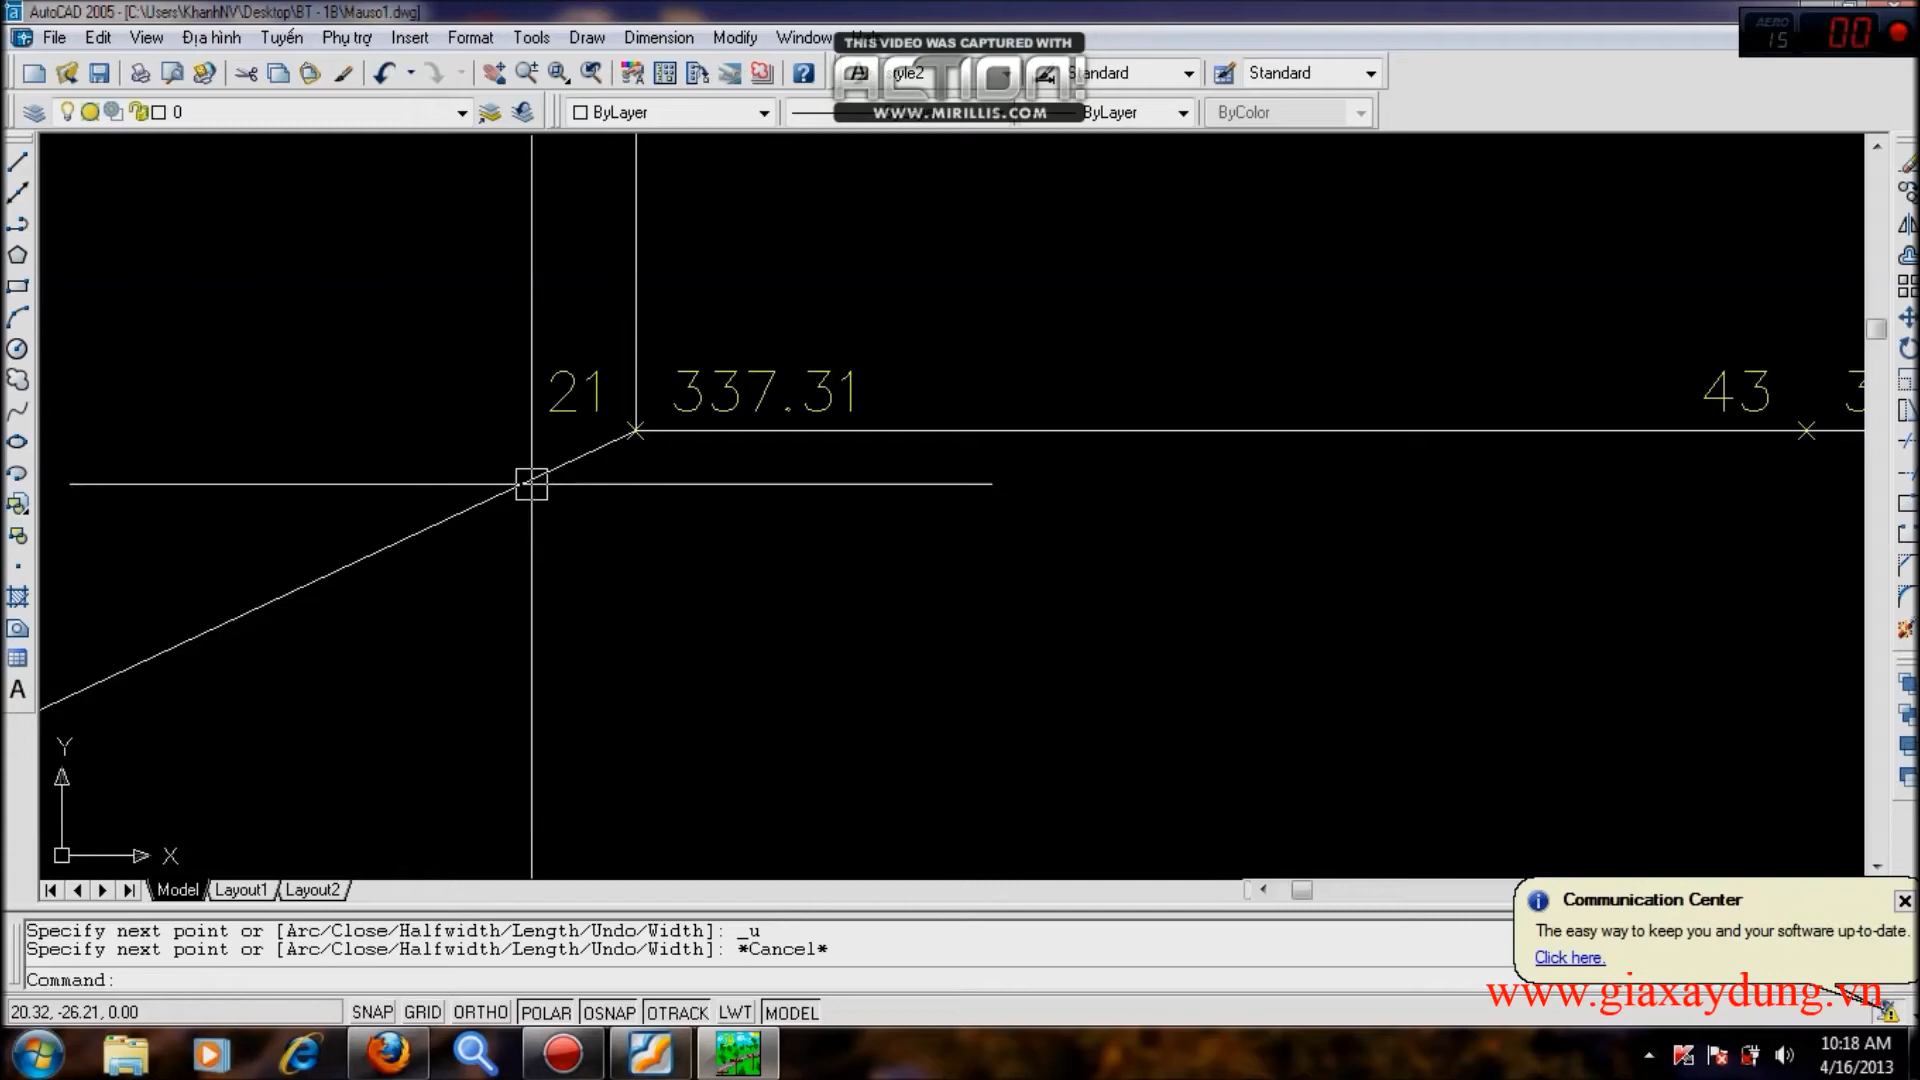 AutoCAD 2005 - [C:\Users\KhanhNV\Desktop\BT - 1B\Mauso1.dwg]
File Edit View Địa hình Tuyến Phụ trợ Insert Format Tools Draw Dimension Modify Window
THIS VIDEO WAS CAPTURED WITH
ACTION!
WWW.MIRILLIS.COM
AERO
15
00
Standard
0
ByLayer
ByLayer
ByColor
21 337.31
43
Y
X
A
Model Layout1 Layout2
Specify next point or [Arc/Close/Halfwidth/Length/Undo/Width]: _u
Specify next point or [Arc/Close/Halfwidth/Length/Undo/Width]: *Cancel*
Command:
Communication Center
The easy way to keep you and your software up-to-date.
Click here.
www.giaxaydung.vn
20.32, -26.21, 0.00
SNAP GRID ORTHO POLAR OSNAP OTRACK LWT MODEL
10:18 AM
4/16/2013